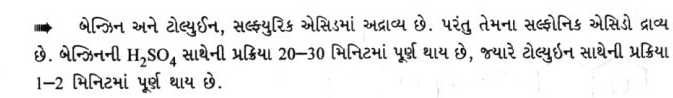 ➠ બેન્ઝિન અને ટોલ્યુઈન, સલ્ફ્યુરિક એસિડમાં અદ્રાવ્ય છે. પરંતુ તેમના સલ્ફોનિક એસિડો દ્રાવ્ય
છે. બેન્ઝિનની H₂SO₄ સાથેની પ્રક્રિયા 20−30 મિનિટમાં પૂર્ણ થાય છે, જ્યારે ટોલ્યુઇન સાથેની પ્રક્રિયા
1−2 મિનિટમાં પૂર્ણ થાય છે.